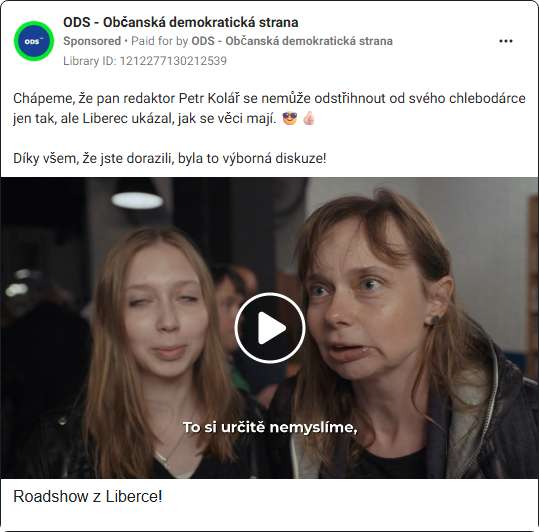 ODS - Občanská demokratická strana
Sponsored • Paid for by ODS - Občanská demokratická strana
Library ID: 1212277130212539
ODS
Chápeme, že pan redaktor Petr Kolář se nemůže odstřihnout od svého chlebodárce
jen tak, ale Liberec ukázal, jak se věci mají. 😎👍🏻
Díky všem, že jste dorazili, byla to výborná diskuze!
To si určitě nemyslíme,
Roadshow z Liberce!